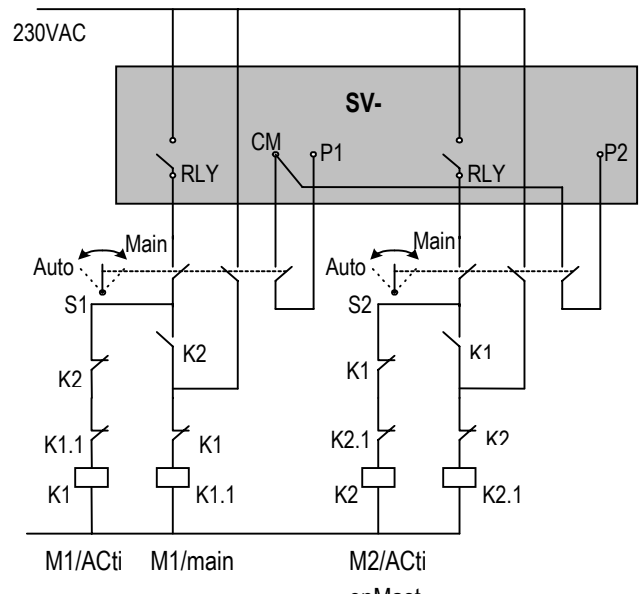 230VAC
SV-
CM P1 P2
RLY RLY
Main Main
Auto Auto
S1 S2
K2 K1
K2 K1
K1.1 K1 K2.1 K2
K1 K1.1 K2 K2.1
M1/ACti M1/main M2/ACti